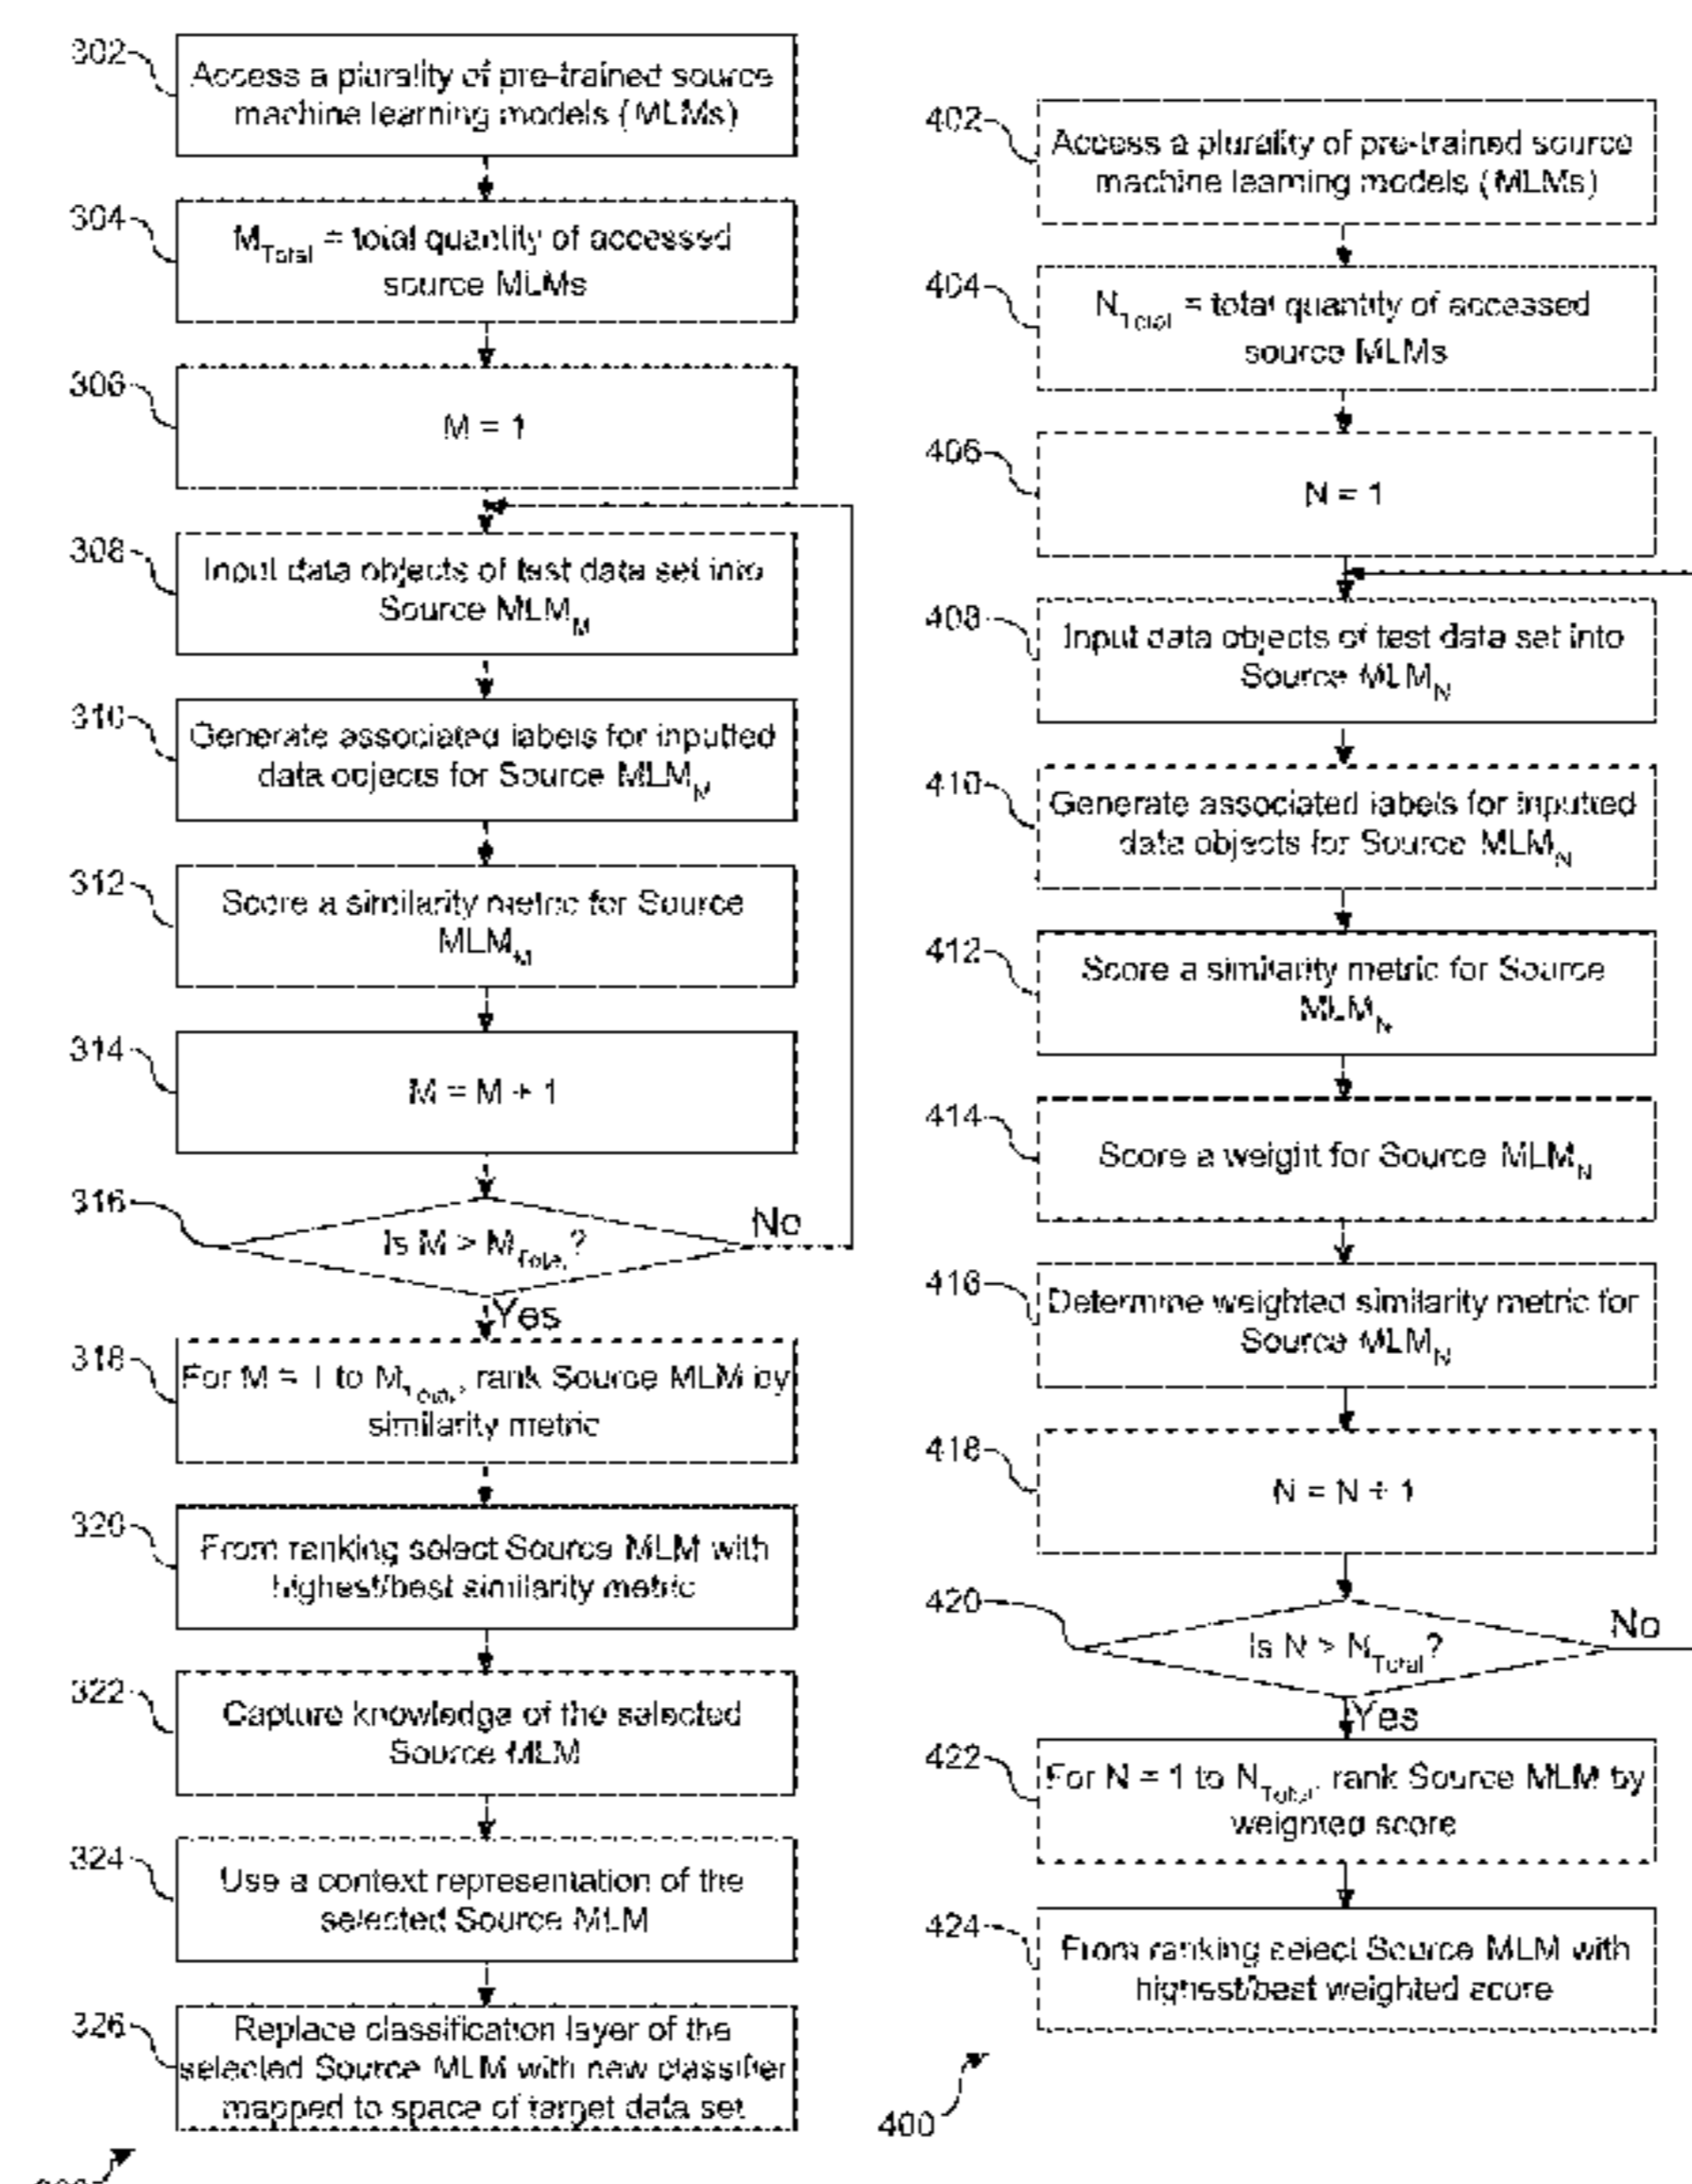 302
Access a plurality of pre-trained source
machine learning models (MLMs)
304
M_Total = total quantity of accessed
source MLMs
306
M = 1
308
Input data objects of test data set into
Source MLM_M
310
Generate associated labels for inputted
data objects for Source MLM_M
312
Score a similarity metric for Source
MLM_M
314
M = M + 1
316
Is M > M_Total?
No
Yes
318
For M = 1 to M_Total, rank Source MLM by
similarity metric
320
From ranking select Source MLM with
highest/best similarity metric
322
Capture knowledge of the selected
Source MLM
324
Use a context representation of the
selected Source MLM
326
Replace classification layer of the
selected Source MLM with new classifier
mapped to space of target data set
402
Access a plurality of pre-trained source
machine learning models (MLMs)
404
N_Total = total quantity of accessed
source MLMs
406
N = 1
408
Input data objects of test data set into
Source MLM_N
410
Generate associated labels for inputted
data objects for Source MLM_N
412
Score a similarity metric for Source
MLM_N
414
Score a weight for Source MLM_N
416
Determine weighted similarity metric for
Source MLM_N
418
N = N + 1
420
Is N > N_Total?
No
Yes
422
For N = 1 to N_Total, rank Source MLM by
weighted score
424
From ranking select Source MLM with
highest/best weighted score
400